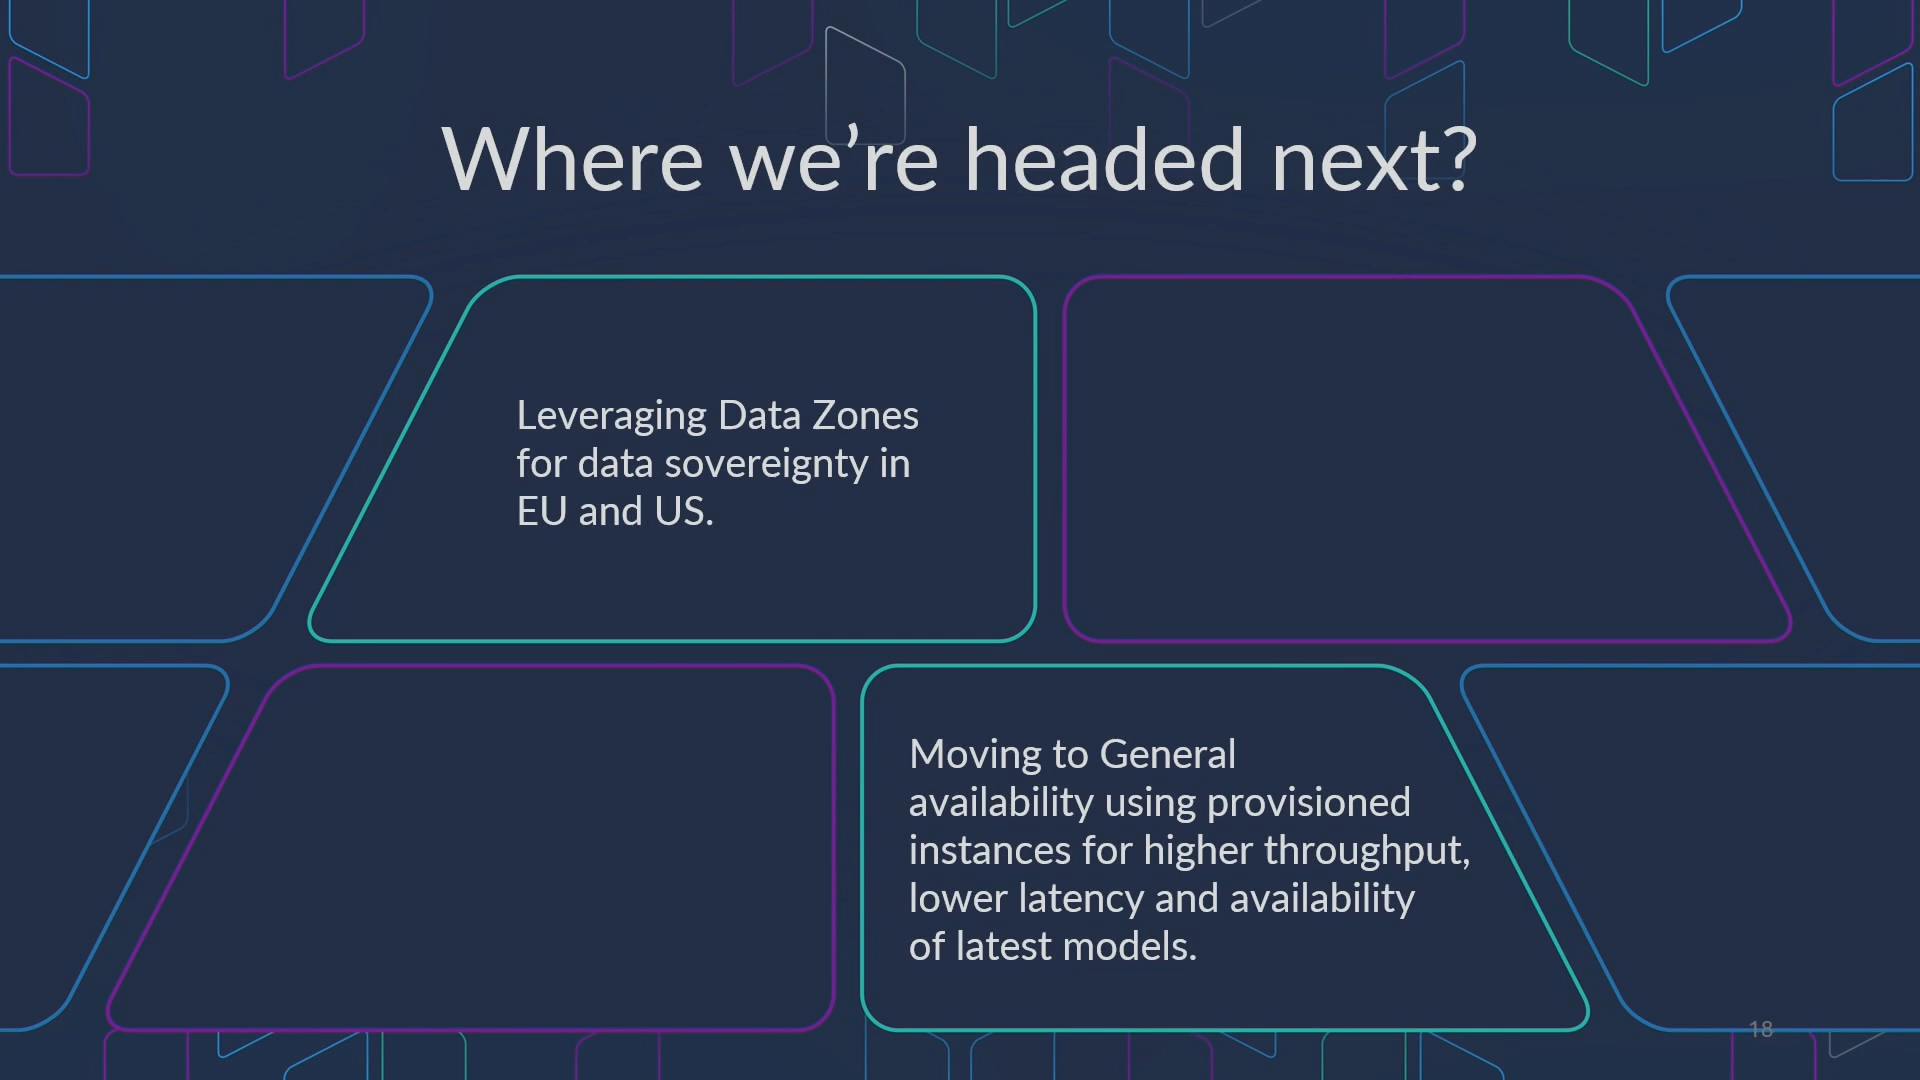 Where we’re headed next?
Leveraging Data Zones
for data sovereignty in
EU and US.
Moving to General
availability using provisioned
instances for higher throughput,
lower latency and availability
of latest models.
18